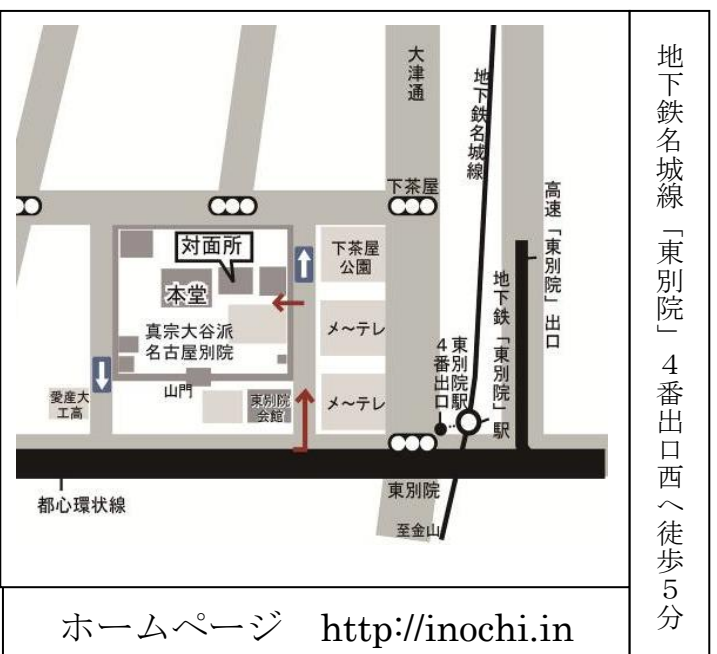 大津通
地下鉄名城線
下茶屋
高速「東別院」出口
対面所
下茶屋
公園
本堂
地下鉄「東別院」駅
真宗大谷派
名古屋別院
メ〜テレ
東別院駅
4番出口
山門
愛産大
工高
東別院
会館
メ〜テレ
東別院
都心環状線
至金山
地下鉄名城線「東別院」4番出口西へ徒歩5分
ホームページ http://inochi.in